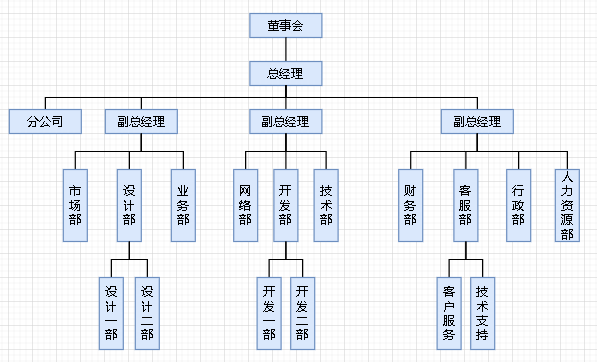 董事会
总经理
分公司
副总经理
副总经理
副总经理
市场部
设计部
业务部
网络部
开发部
技术部
财务部
客服部
行政部
人力资源部
设计一部
设计二部
开发一部
开发二部
客户服务
技术支持